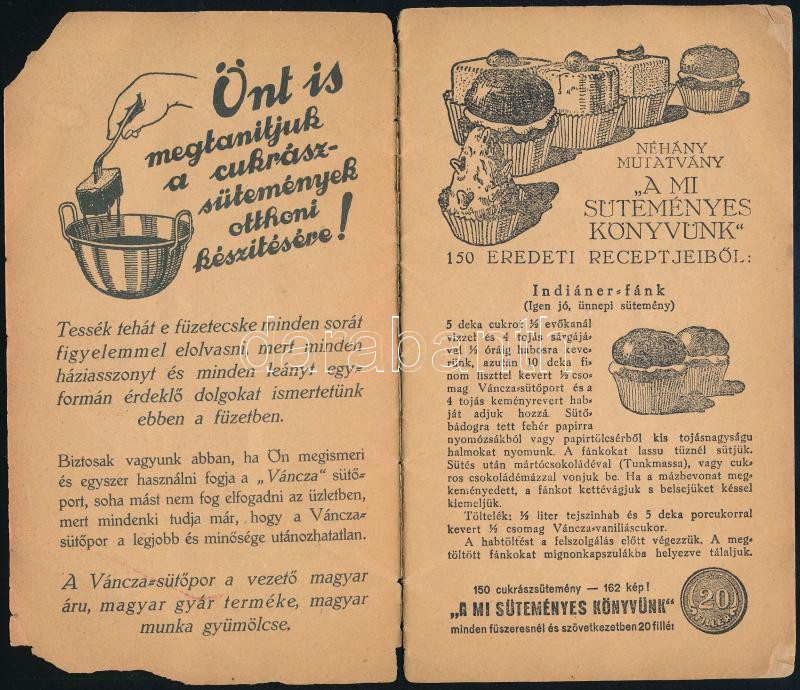 Önt is
megtanitjuk
a cukrász-
sütemények
otthoni
készitésére!
Tessék tehát e füzetecske minden sorát
figyelemmel elolvasni, mert minden
háziasszonyt és minden leányt egy-
formán érdeklő dolgokat ismertetünk
ebben a füzetben.
Biztosak vagyunk abban, ha Ön megismeri
és egyszer használni fogja a „Váncza" sütő-
port, soha mást nem fog elfogadni az üzletben,
mert mindenki tudja már, hogy a Váncza-
sütőpor a legjobb és minősége utánozhatatlan.
A Váncza-sütőpor a vezető magyar
áru, magyar gyár terméke, magyar
munka gyümölcse.
NÉHÁNY
MUTATVÁNY
„A MI
SÜTEMÉNYES
KÖNYVÜNK"
150 EREDETI RECEPTJEIBŐL:
Indiáner-fánk
(Igen jó, ünnepi sütemény)
5 deka cukrot ½ evőkanál
vizzel és 4 tojás sárgájá-
val ½ óráig habosra keve-
rünk, azután 10 deka fi-
nom liszttel kevert ½ cso-
mag Váncza-sütőport és a
4 tojás keményrevert hab-
ját adjuk hozzá. Sütő-
bádogra tett fehér papirra
nyomózsákból vagy papirtölcsérből kis tojásnagyságu
halmokat nyomunk. A fánkokat lassu tüznél sütjük.
Sütés után mártócsokoládéval (Tunkmassa), vagy cuk-
ros csokoládémázzal vonjuk be. Ha a mázbevonat meg-
keményedett, a fánkot kettévágjuk s belsejüket késsel
kiemeljük.
Töltelék: ½ liter tejszinhab és 5 deka porcukorral
kevert ½ csomag Váncza-vaniliáscukor.
A habtöltést a felszolgálás előtt végezzük. A meg-
töltött fánkokat mignonkapszulákba helyezve tálaljuk.
150 cukrászsütemény — 162 kép!
„A MI SÜTEMÉNYES KÖNYVÜNK"
minden füszeresnél és szövetkezetben 20 fillér
20
FILLÉR
darabanth